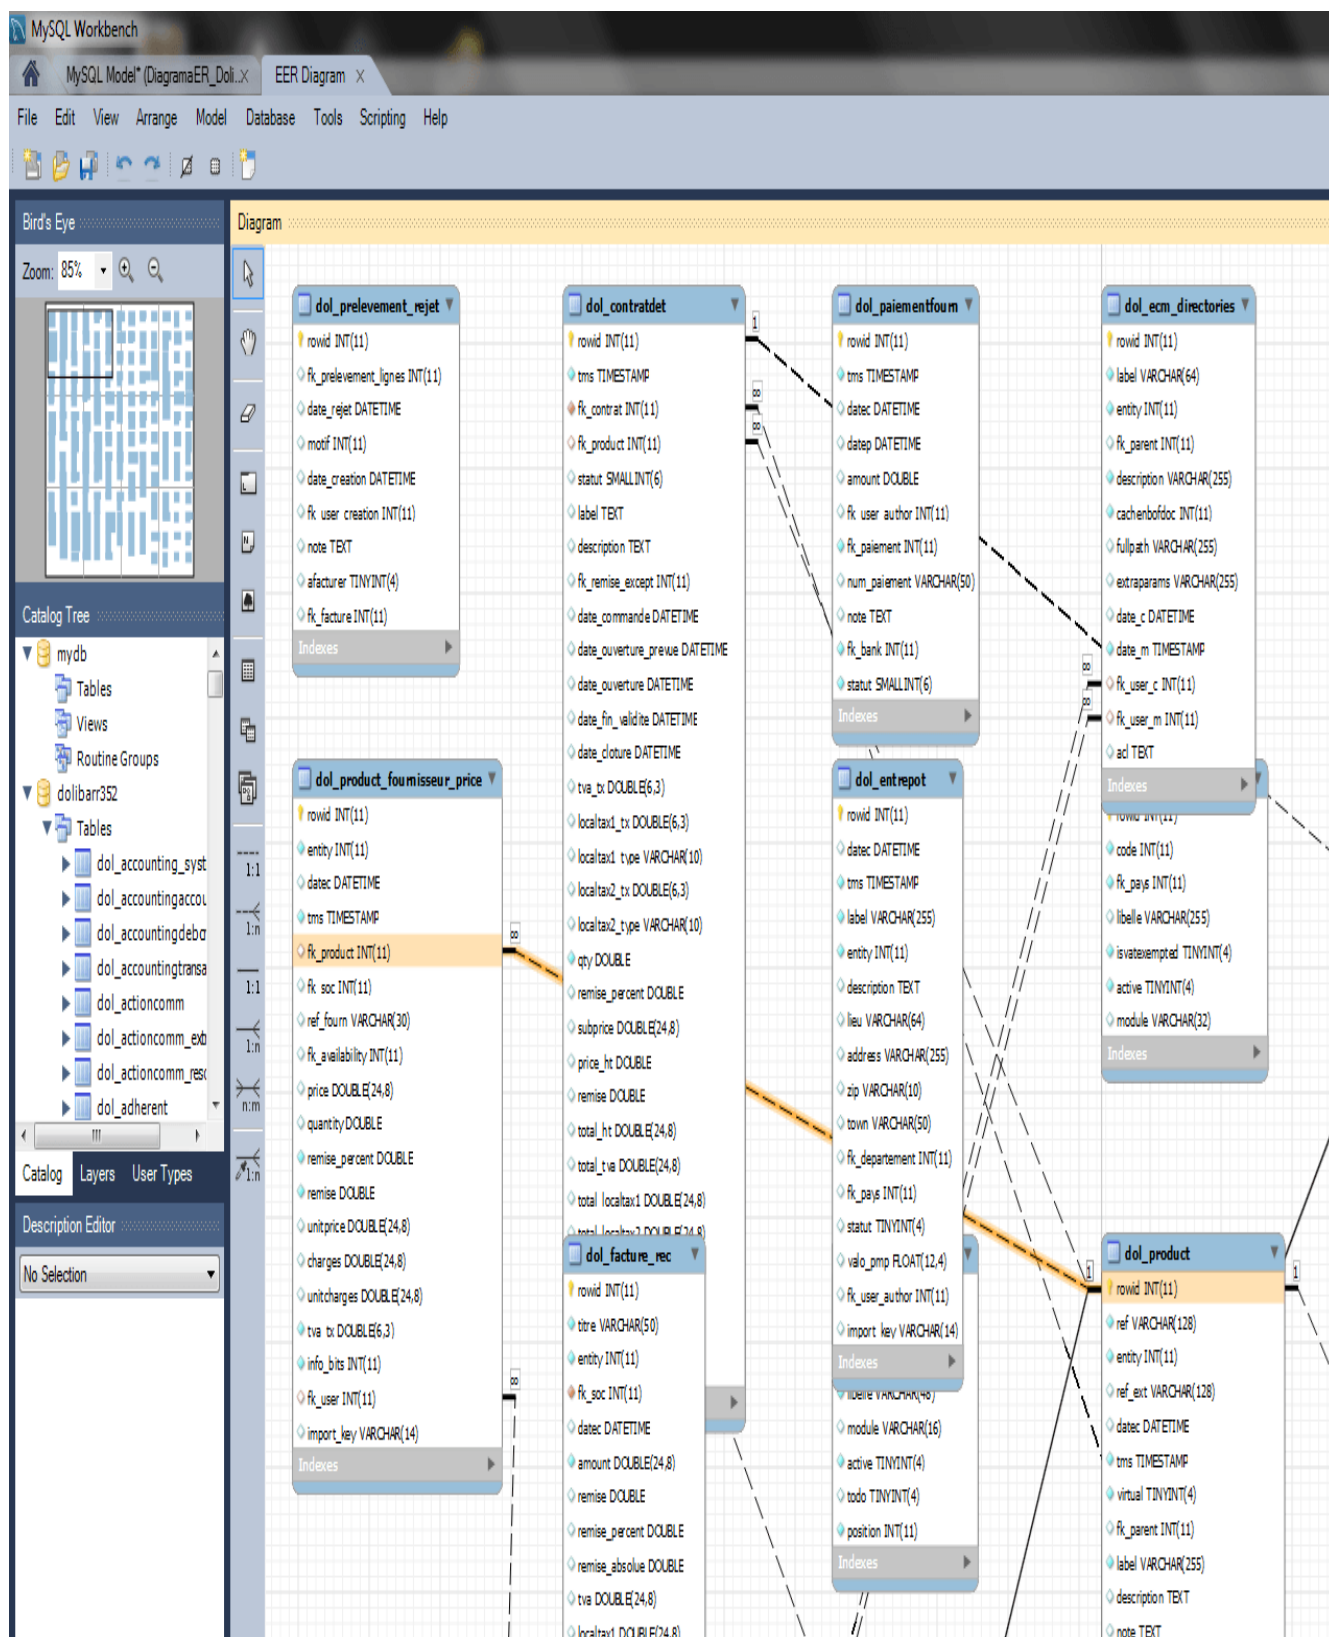 MySQL Workbench
MySQL Model* (DiagramaER_Doli..X
EER Diagram X
File Edit View Arrange Model Database Tools Scripting Help
Bird's Eye
Zoom: 85%
Catalog Tree
mydb
Tables
Views
Routine Groups
dolibarr352
Tables
dol_accounting_syst
dol_accountingaccou
dol_accountingdebc
dol_accountingtransa
dol_actioncomm
dol_actioncomm_ext
dol_actioncomm_reso
dol_adherent
Catalog Layers User Types
Description Editor
No Selection
Diagram
1:1
1:n
1:1
1:n
n:m
1:n
dol_prelevement_rejet
rowid INT(11)
fk_prelevement_lignes INT(11)
date_rejet DATETIME
motif INT(11)
date_creation DATETIME
fk_user_creation INT(11)
note TEXT
afacturer TINYINT(4)
fk_facture INT(11)
Indexes
dol_product_fournisseur_price
rowid INT(11)
entity INT(11)
datec DATETIME
tms TIMESTAMP
fk_product INT(11)
fk_soc INT(11)
ref_fourn VARCHAR(30)
fk_availability INT(11)
price DOUBLE(24,8)
quantity DOUBLE
remise_percent DOUBLE
remise DOUBLE
unitprice DOUBLE(24,8)
charges DOUBLE(24,8)
unitcharges DOUBLE(24,8)
tva_tx DOUBLE(6,3)
info_bits INT(11)
fk_user INT(11)
import_key VARCHAR(14)
Indexes
∞
∞
dol_contratdet
rowid INT(11)
tms TIMESTAMP
fk_contrat INT(11)
fk_product INT(11)
statut SMALLINT(6)
label TEXT
description TEXT
fk_remise_except INT(11)
date_commande DATETIME
date_ouverture_prevue DATETIME
date_ouverture DATETIME
date_fin_validite DATETIME
date_cloture DATETIME
tva_tx DOUBLE(6,3)
localtax1_tx DOUBLE(6,3)
localtax1_type VARCHAR(10)
localtax2_tx DOUBLE(6,3)
localtax2_type VARCHAR(10)
qty DOUBLE
remise_percent DOUBLE
subprice DOUBLE(24,8)
price_ht DOUBLE
remise DOUBLE
total_ht DOUBLE(24,8)
total_tva DOUBLE(24,8)
total_localtax1 DOUBLE(24,8)
total_localtax2 DOUBLE(24,8)
1
∞
∞
dol_facture_rec
rowid INT(11)
titre VARCHAR(50)
entity INT(11)
fk_soc INT(11)
datec DATETIME
amount DOUBLE(24,8)
remise DOUBLE
remise_percent DOUBLE
remise_absolue DOUBLE
tva DOUBLE(24,8)
localtax1 DOUBLE(24,8)
dol_paiementfourn
rowid INT(11)
tms TIMESTAMP
datec DATETIME
datep DATETIME
amount DOUBLE
fk_user_author INT(11)
fk_paiement INT(11)
num_paiement VARCHAR(50)
note TEXT
fk_bank INT(11)
statut SMALLINT(6)
Indexes
dol_entrepot
rowid INT(11)
datec DATETIME
tms TIMESTAMP
label VARCHAR(255)
entity INT(11)
description TEXT
lieu VARCHAR(64)
address VARCHAR(255)
zip VARCHAR(10)
town VARCHAR(50)
fk_departement INT(11)
fk_pays INT(11)
statut TINYINT(4)
valo_pmp FLOAT(12,4)
fk_user_author INT(11)
import_key VARCHAR(14)
Indexes
libelle VARCHAR(48)
module VARCHAR(16)
active TINYINT(4)
todo TINYINT(4)
position INT(11)
Indexes
dol_ecm_directories
rowid INT(11)
label VARCHAR(64)
entity INT(11)
fk_parent INT(11)
description VARCHAR(255)
cachenbofdoc INT(11)
fullpath VARCHAR(255)
extraparams VARCHAR(255)
date_c DATETIME
date_m TIMESTAMP
fk_user_c INT(11)
fk_user_m INT(11)
acl TEXT
Indexes
∞
∞
rowid INT(11)
code INT(11)
fk_pays INT(11)
libelle VARCHAR(255)
isvatexempted TINYINT(4)
active TINYINT(4)
module VARCHAR(32)
Indexes
dol_product
1
1
rowid INT(11)
ref VARCHAR(128)
entity INT(11)
ref_ext VARCHAR(128)
datec DATETIME
tms TIMESTAMP
virtual TINYINT(4)
fk_parent INT(11)
label VARCHAR(255)
description TEXT
note TEXT